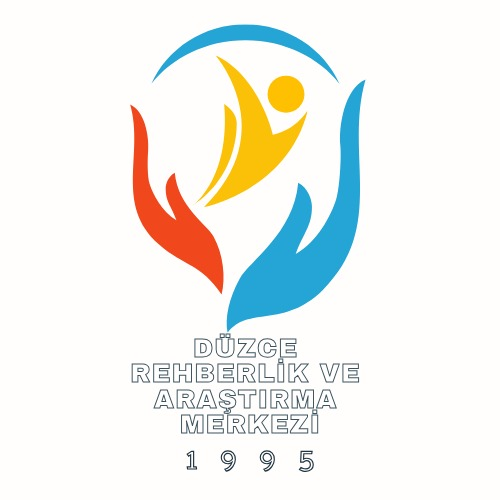 DÜZCE
REHBERLİK VE
ARAŞTIRMA
MERKEZİ
1995